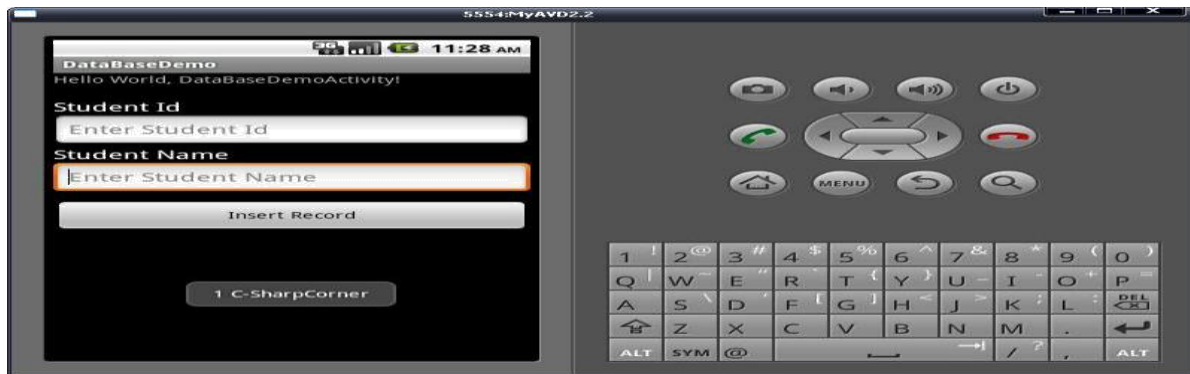 5554:MyAVD2.2
3G 11:28 AM
DataBaseDemo
Hello World, DataBaseDemoActivity!
Student Id
Enter Student Id
Student Name
Enter Student Name
Insert Record
1 C-SharpCorner
MENU
1 ! 2 @ 3 # 4 $ 5 % 6 ^ 7 & 8 * 9 ( 0 )
Q | W ~ E " R ` T { Y } U _ I - O + P =
A S \ D ' F [ G ] H < J > K ; L : DEL
Z X C V B N M .
ALT SYM @ / ? , ALT